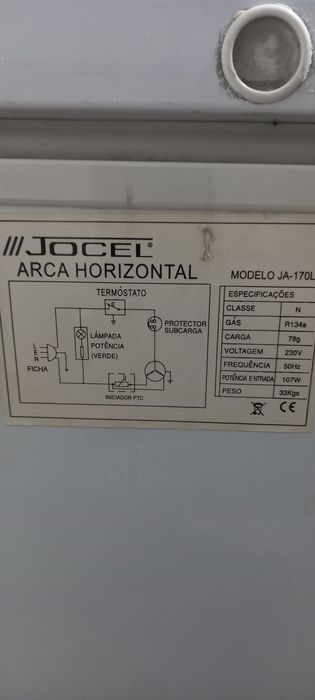 JOCEL®
ARCA HORIZONTAL
MODELO JA-170L
TERMÓSTATO
PROTECTOR
SUBCARGA
LÂMPADA
POTÊNCIA
(VERDE)
L
E
N
FICHA
INICIADOR PTC
ESPECIFICAÇÕES
CLASSE N
GÁS R134a
CARGA 78g
VOLTAGEM 230V
FREQUÊNCIA 50Hz
POTÊNCIA ENTRADA 107W
PESO 33Kgs
CE